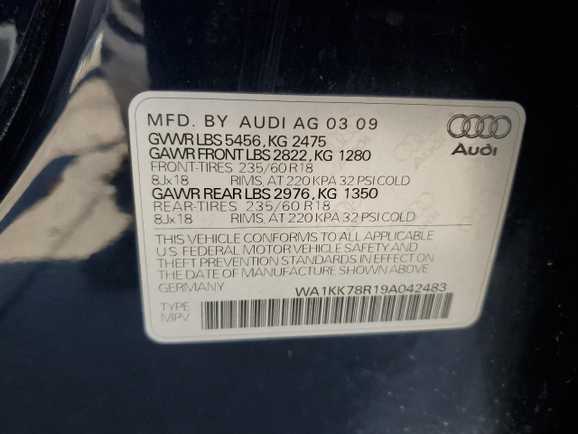 MFD. BY AUDI AG 03 09
GVWR LBS 5456, KG 2475
GAWR FRONT LBS 2822, KG 1280
FRONT-TIRES 235/60 R18
8Jx18 RIMS, AT 220 KPA 32 PSI COLD
GAWR REAR LBS 2976, KG 1350
REAR-TIRES 235/60 R18
8Jx18 RIMS, AT 220 KPA 32 PSI COLD
Audi
THIS VEHICLE CONFORMS TO ALL APPLICABLE
U.S. FEDERAL MOTOR VEHICLE SAFETY AND
THEFT PREVENTION STANDARDS IN EFFECT ON
THE DATE OF MANUFACTURE SHOWN ABOVE.
GERMANY WA1KK78R19A042483
TYPE
MPV